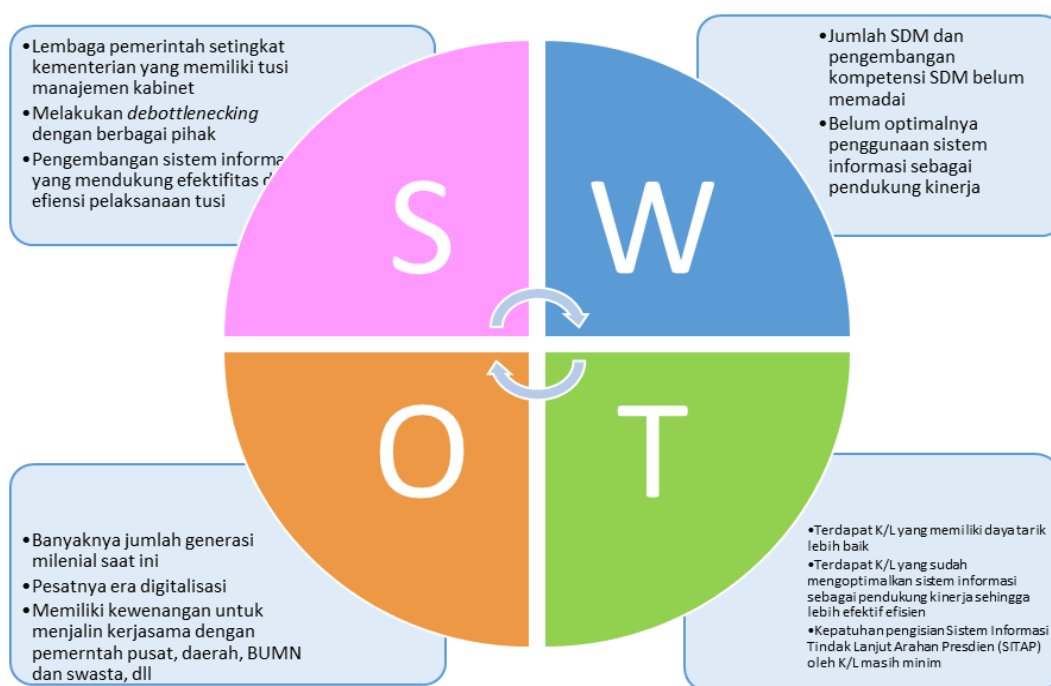 •Lembaga pemerintah setingkat
kementerian yang memiliki tusi
manajemen kabinet
•Melakukan debottlenecking
dengan berbagai pihak
•Pengembangan sistem informa
yang mendukung efektifitas d
efiensi pelaksanaan tusi
S
•Jumlah SDM dan
pengembangan
kompetensi SDM belum
memadai
•Belum optimalnya
penggunaan sistem
informasi sebagai
pendukung kinerja
W
O
•Banyaknya jumlah generasi
milenial saat ini
•Pesatnya era digitalisasi
•Memiliki kewenangan untuk
menjalin kerjasama dengan
pemerntah pusat, daerah, BUMN
dan swasta, dll
T
•Terdapat K/L yang memiliki daya tarik
lebih baik
•Terdapat K/L yang sudah
mengoptimalkan sistem informasi
sebagai pendukung kinerja sehingga
lebih efektif efisien
•Kepatuhan pengisian Sistem Informasi
Tindak Lanjut Arahan Presdien (SITAP)
oleh K/L masih minim